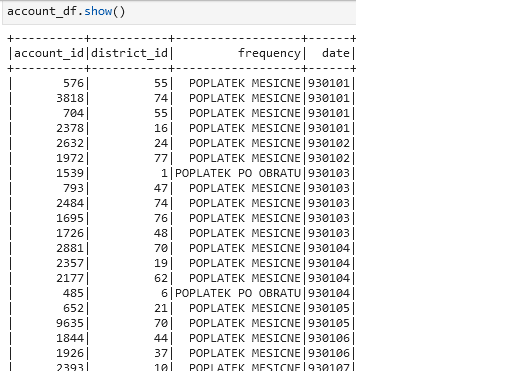 account_df.show()
+----------+-----------+------------------+------+
|account_id|district_id|         frequency|  date|
+----------+-----------+------------------+------+
|       576|         55|  POPLATEK MESICNE|930101|
|      3818|         74|  POPLATEK MESICNE|930101|
|       704|         55|  POPLATEK MESICNE|930101|
|      2378|         16|  POPLATEK MESICNE|930101|
|      2632|         24|  POPLATEK MESICNE|930102|
|      1972|         77|  POPLATEK MESICNE|930102|
|      1539|          1|POPLATEK PO OBRATU|930103|
|       793|         47|  POPLATEK MESICNE|930103|
|      2484|         74|  POPLATEK MESICNE|930103|
|      1695|         76|  POPLATEK MESICNE|930103|
|      1726|         48|  POPLATEK MESICNE|930103|
|      2881|         70|  POPLATEK MESICNE|930104|
|      2357|         19|  POPLATEK MESICNE|930104|
|      2177|         62|  POPLATEK MESICNE|930104|
|       485|          6|POPLATEK PO OBRATU|930104|
|       652|         21|  POPLATEK MESICNE|930105|
|      9635|         70|  POPLATEK MESICNE|930105|
|      1844|         44|  POPLATEK MESICNE|930106|
|      1926|         37|  POPLATEK MESICNE|930106|
|      2393|         10|  POPLATEK MESICNE|930107|